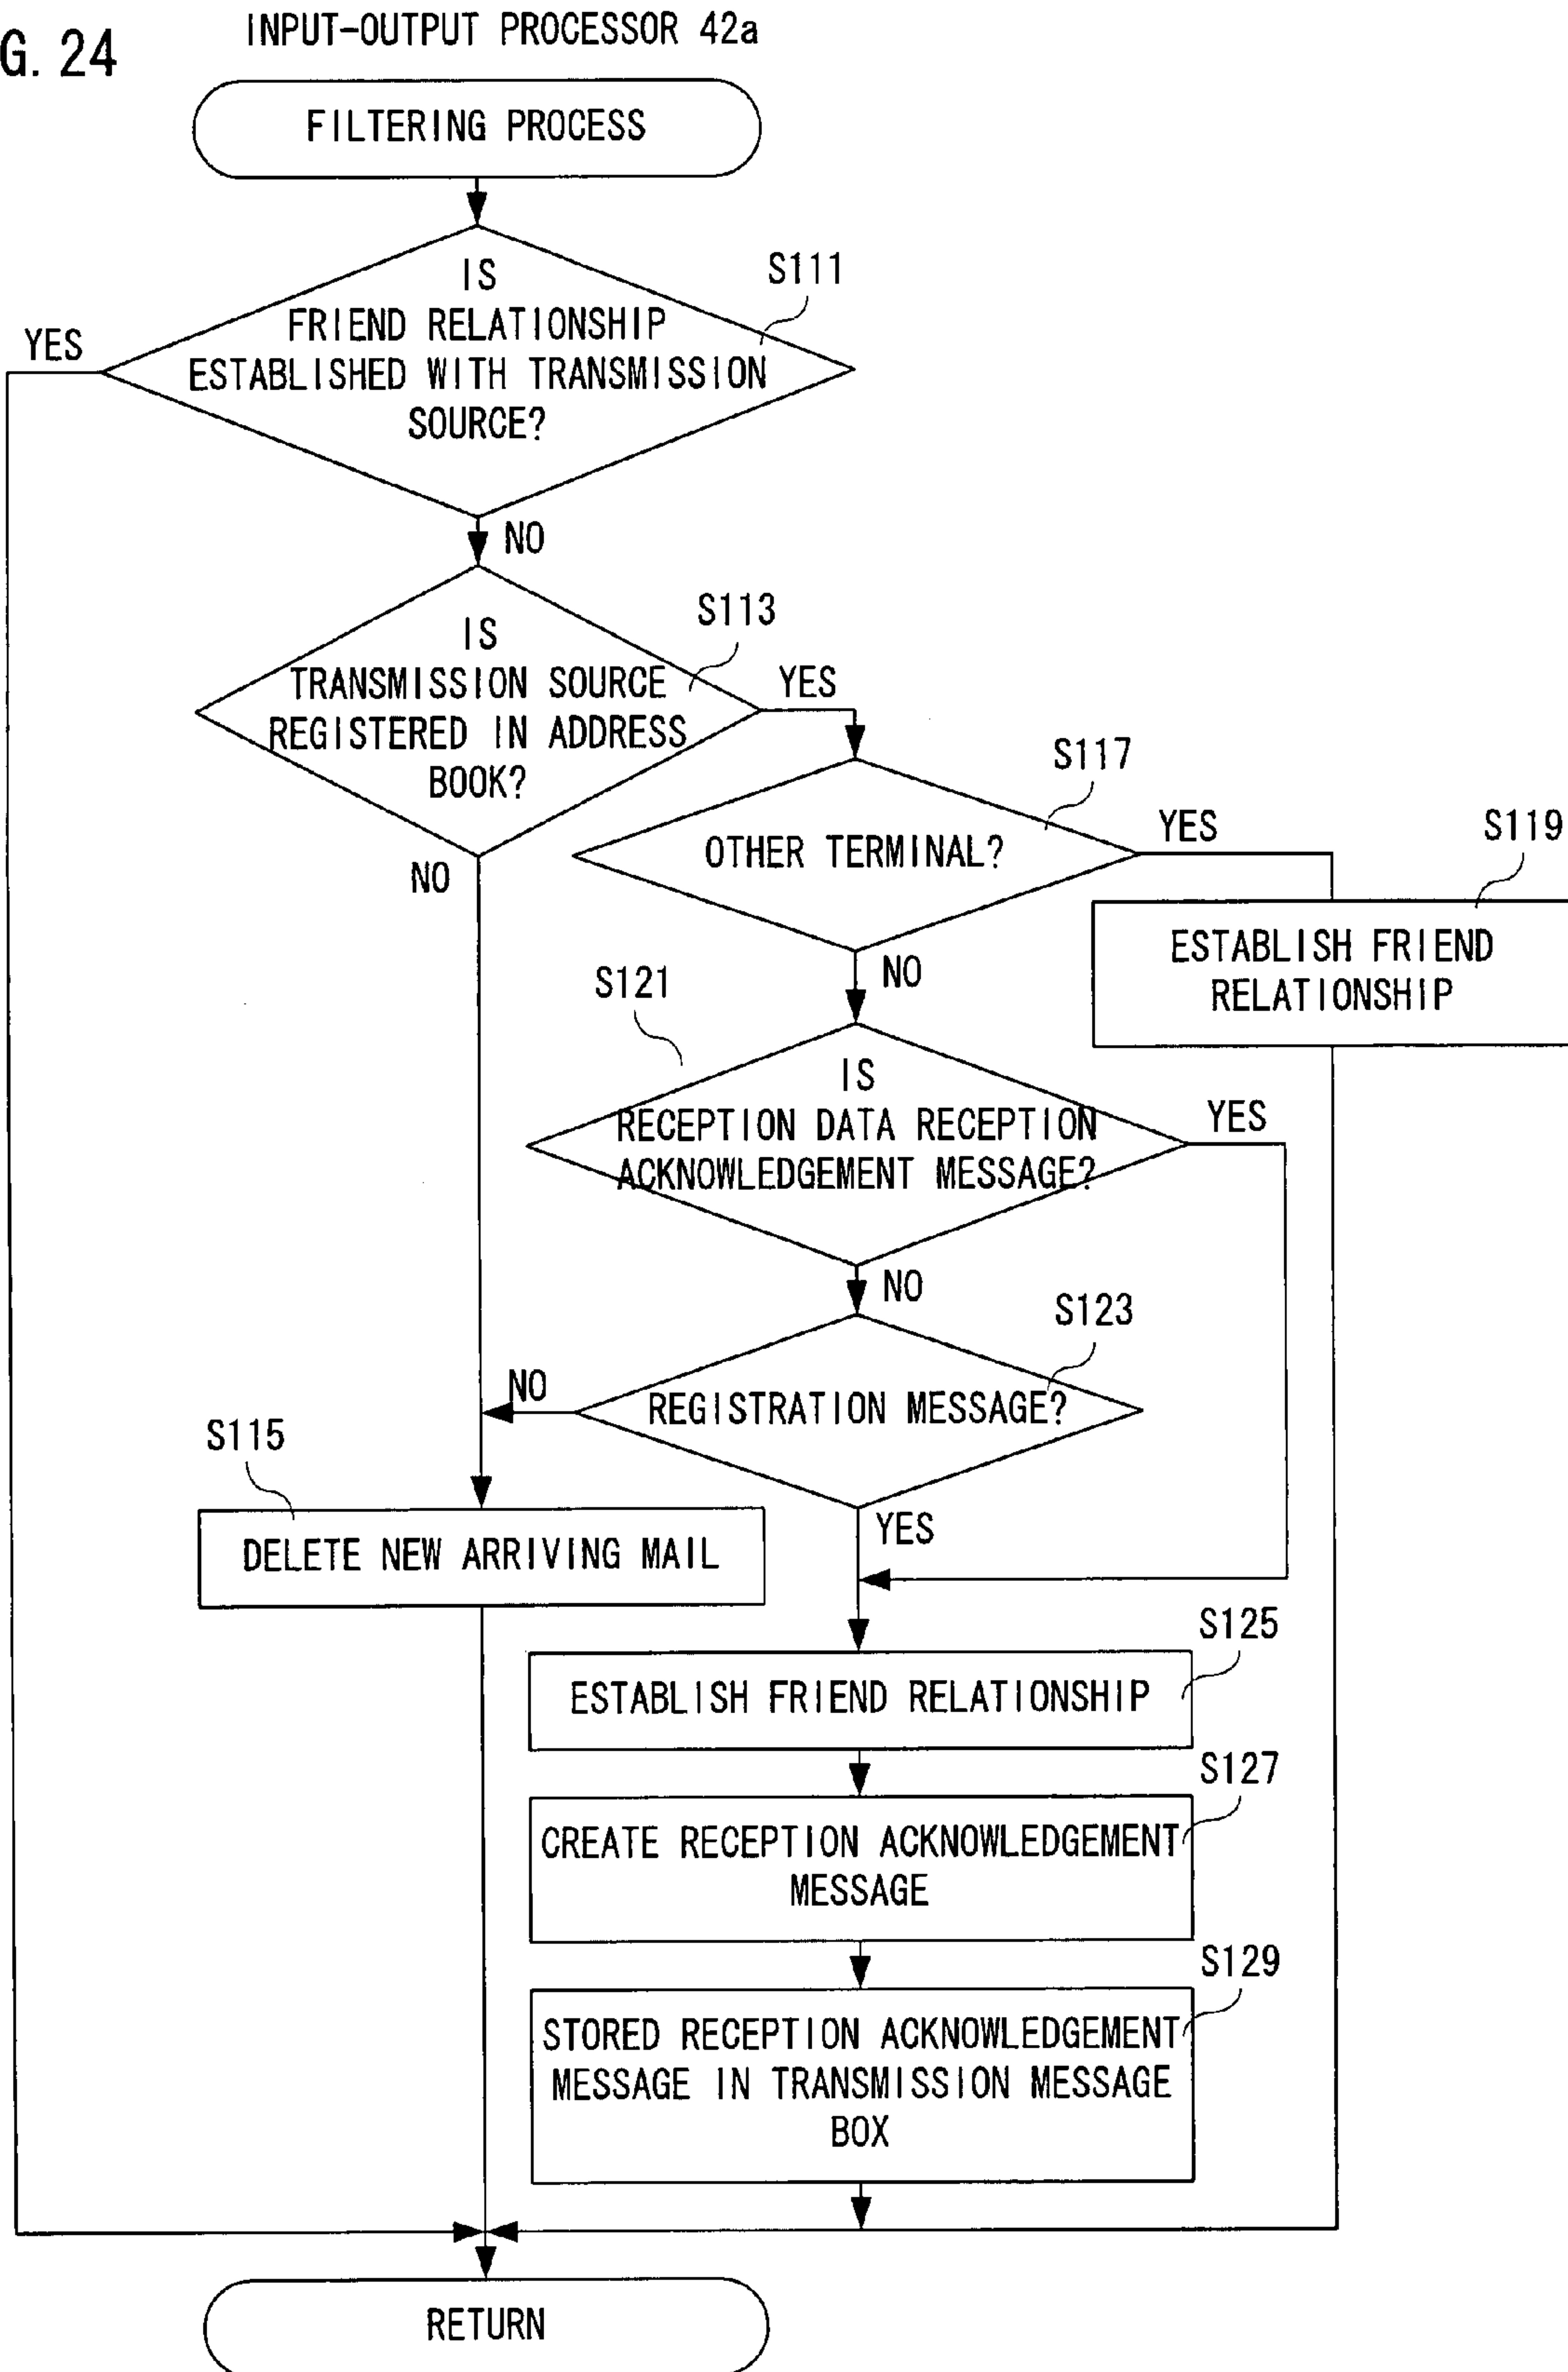 G. 24
INPUT-OUTPUT PROCESSOR 42a
FILTERING PROCESS
S111
IS
FRIEND RELATIONSHIP
ESTABLISHED WITH TRANSMISSION
SOURCE?
YES
NO
S113
IS
TRANSMISSION SOURCE
REGISTERED IN ADDRESS
BOOK?
YES
NO
S117
OTHER TERMINAL?
YES
NO
S119
ESTABLISH FRIEND
RELATIONSHIP
S121
IS
RECEPTION DATA RECEPTION
ACKNOWLEDGEMENT MESSAGE?
YES
NO
S123
REGISTRATION MESSAGE?
NO
YES
S115
DELETE NEW ARRIVING MAIL
S125
ESTABLISH FRIEND RELATIONSHIP
S127
CREATE RECEPTION ACKNOWLEDGEMENT
MESSAGE
S129
STORED RECEPTION ACKNOWLEDGEMENT
MESSAGE IN TRANSMISSION MESSAGE
BOX
RETURN